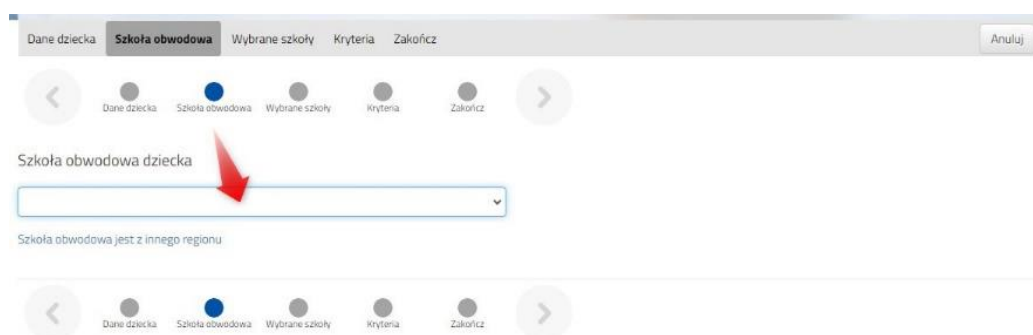 Dane dziecka Szkoła obwodowa Wybrane szkoły Kryteria Zakończ Anuluj
Dane dziecka Szkoła obwodowa Wybrane szkoły Kryteria Zakończ
Szkoła obwodowa dziecka
Szkoła obwodowa jest z innego regionu
Dane dziecka Szkoła obwodowa Wybrane szkoły Kryteria Zakończ